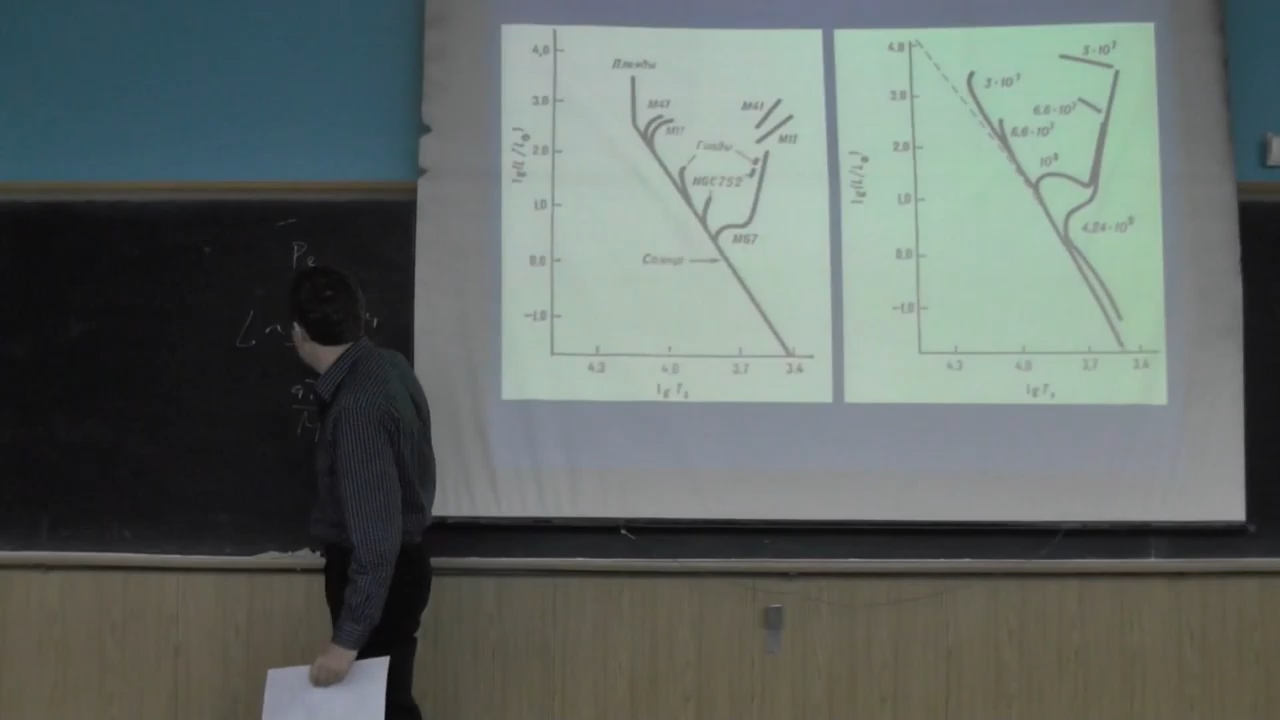 Pe
L ~
4,0
3,0
2,0
1,0
0,0
−1,0
lg(L/L₀)
Плеяды
M41
M11
M41
M11
Гиады
NGC752
M67
Солнце
4.3 4,0 3,7 3.4
lg Tэ
4.0
3.0
2,0
1,0
0,0
−1,0
lg(L/L₀)
3·10⁷
3·10⁷
6,6·10⁷
6,6·10⁷
10⁸
4,24·10⁹
4.3 4,0 3,7 3.4
lg Tэ